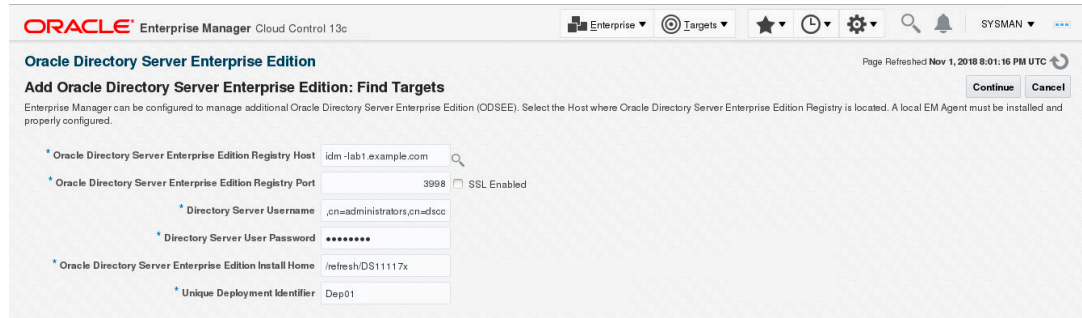 ORACLE Enterprise Manager Cloud Control 13c Enterprise Targets SYSMAN
Oracle Directory Server Enterprise Edition Page Refreshed Nov 1, 2018 8:01:16 PM UTC
Add Oracle Directory Server Enterprise Edition: Find Targets Continue Cancel
Enterprise Manager can be configured to manage additional Oracle Directory Server Enterprise Edition (ODSEE). Select the Host where Oracle Directory Server Enterprise Edition Registry is located. A local EM Agent must be installed and
properly configured.
* Oracle Directory Server Enterprise Edition Registry Host idm-lab1.example.com
* Oracle Directory Server Enterprise Edition Registry Port 3998 SSL Enabled
* Directory Server Username ,cn=administrators,cn=dscc
* Directory Server User Password ••••••••
* Oracle Directory Server Enterprise Edition Install Home /refresh/DS11117x
* Unique Deployment Identifier Dep01